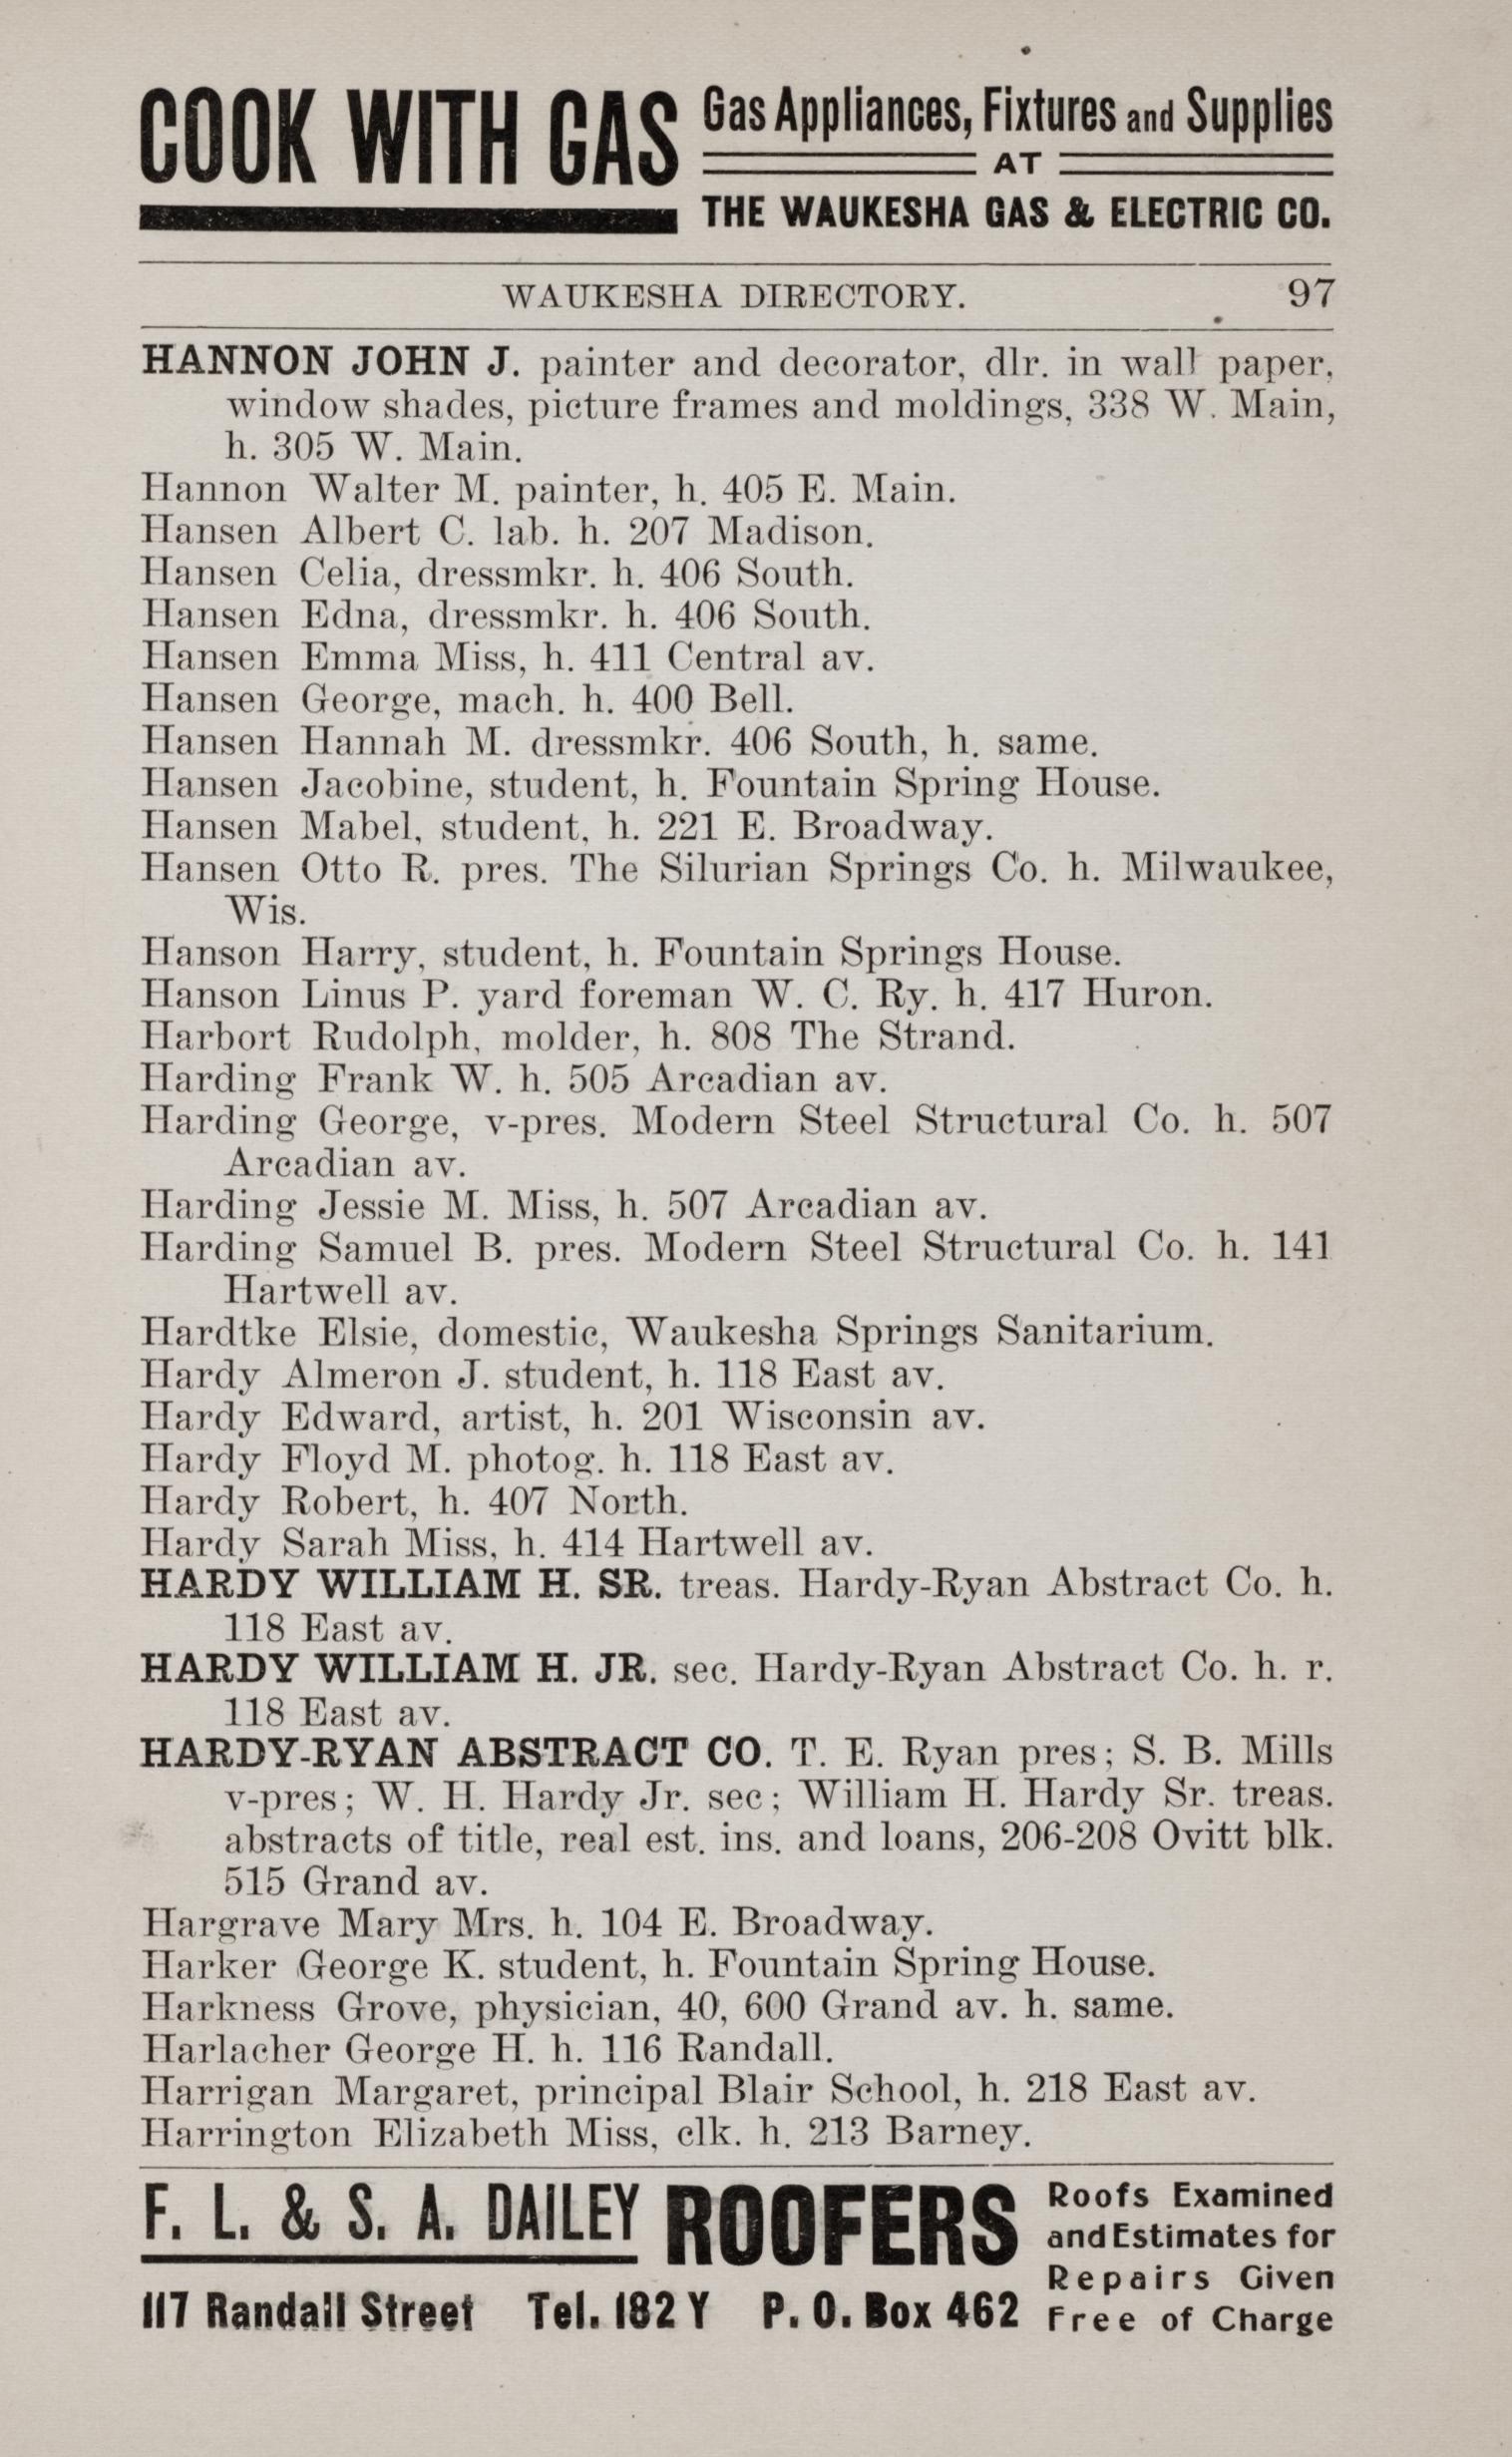 COOK WITH GAS
Gas Appliances, Fixtures and Supplies
AT
THE WAUKESHA GAS & ELECTRIC CO.
WAUKESHA DIRECTORY. 97
HANNON JOHN J. painter and decorator, dlr. in wall paper,
window shades, picture frames and moldings, 338 W. Main,
h. 305 W. Main.
Hannon Walter M. painter, h. 405 E. Main.
Hansen Albert C. lab. h. 207 Madison.
Hansen Celia, dressmkr. h. 406 South.
Hansen Edna, dressmkr. h. 406 South.
Hansen Emma Miss, h. 411 Central av.
Hansen George, mach. h. 400 Bell.
Hansen Hannah M. dressmkr. 406 South, h. same.
Hansen Jacobine, student, h. Fountain Spring House.
Hansen Mabel, student, h. 221 E. Broadway.
Hansen Otto R. pres. The Silurian Springs Co. h. Milwaukee,
Wis.
Hanson Harry, student, h. Fountain Springs House.
Hanson Linus P. yard foreman W. C. Ry. h. 417 Huron.
Harbort Rudolph, molder, h. 808 The Strand.
Harding Frank W. h. 505 Arcadian av.
Harding George, v-pres. Modern Steel Structural Co. h. 507
Arcadian av.
Harding Jessie M. Miss, h. 507 Arcadian av.
Harding Samuel B. pres. Modern Steel Structural Co. h. 141
Hartwell av.
Hardtke Elsie, domestic, Waukesha Springs Sanitarium.
Hardy Almeron J. student, h. 118 East av.
Hardy Edward, artist, h. 201 Wisconsin av.
Hardy Floyd M. photog. h. 118 East av.
Hardy Robert, h. 407 North.
Hardy Sarah Miss, h. 414 Hartwell av.
HARDY WILLIAM H. SR. treas. Hardy-Ryan Abstract Co. h.
118 East av.
HARDY WILLIAM H. JR. sec. Hardy-Ryan Abstract Co. h. r.
118 East av.
HARDY-RYAN ABSTRACT CO. T. E. Ryan pres; S. B. Mills
v-pres; W. H. Hardy Jr. sec; William H. Hardy Sr. treas.
abstracts of title, real est. ins. and loans, 206-208 Ovitt blk.
515 Grand av.
Hargrave Mary Mrs. h. 104 E. Broadway.
Harker George K. student, h. Fountain Spring House.
Harkness Grove, physician, 40, 600 Grand av. h. same.
Harlacher George H. h. 116 Randall.
Harrigan Margaret, principal Blair School, h. 218 East av.
Harrington Elizabeth Miss, clk. h. 213 Barney.
F. L. & S. A. DAILEY ROOFERS
117 Randall Street Tel. 182 Y P. O. Box 462
Roofs Examined
and Estimates for
Repairs Given
Free of Charge